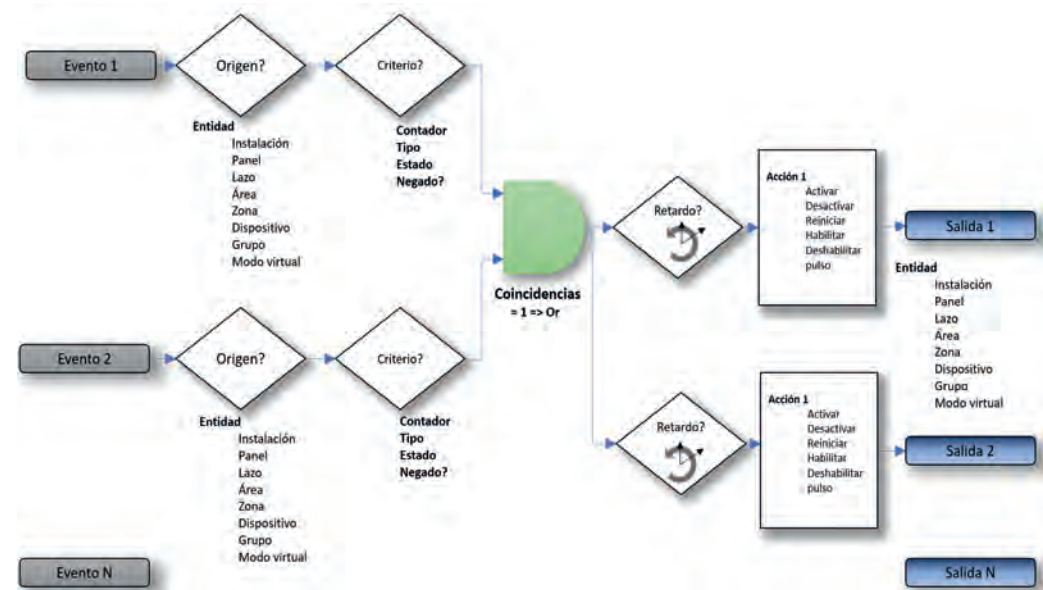 Evento 1
Origen?
Criterio?
Entidad
Instalación
Panel
Lazo
Área
Zona
Dispositivo
Grupo
Modo virtual
Contador
Tipo
Estado
Negado?
Evento 2
Origen?
Criterio?
Entidad
Instalación
Panel
Lazo
Área
Zona
Dispositivo
Grupo
Modo virtual
Contador
Tipo
Estado
Negado?
Evento N
Coincidencias
= 1 => Or
Retardo?
Acción 1
Activar
Desactivar
Reiniciar
Habilitar
Deshabilitar
pulso
Salida 1
Entidad
Instalación
Panel
Lazo
Área
Zona
Dispositivo
Grupo
Modo virtual
Retardo?
Acción 1
Activar
Desactivar
Reiniciar
Habilitar
Deshabilitar
pulso
Salida 2
Salida N